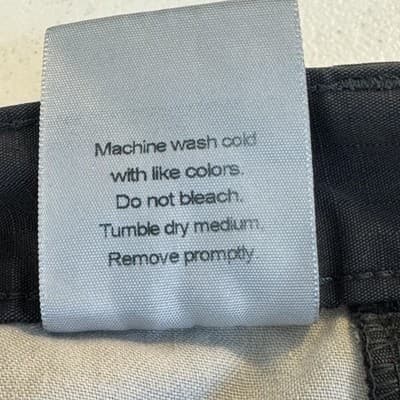 Machine wash cold
with like colors.
Do not bleach.
Tumble dry medium.
Remove promptly.